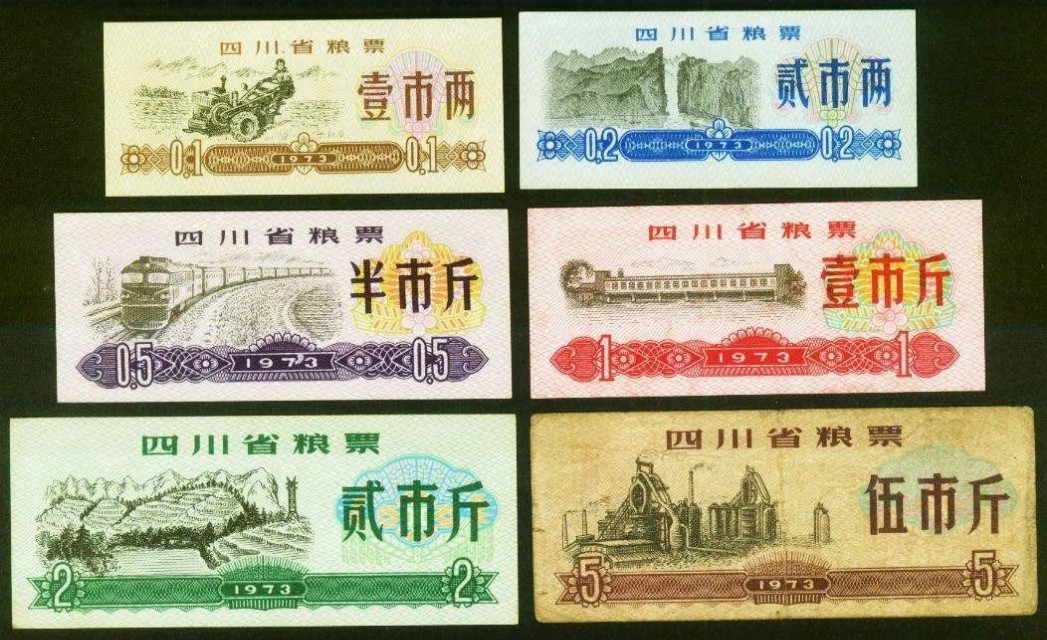 四川省粮票
壹市两
0.1 1973 0.1
四川省粮票
贰市两
0.2 1973 0.2
四川省粮票
半市斤
0.5 1973 0.5
四川省粮票
壹市斤
1 1973 1
四川省粮票
贰市斤
2 1973 2
四川省粮票
伍市斤
5 1973 5